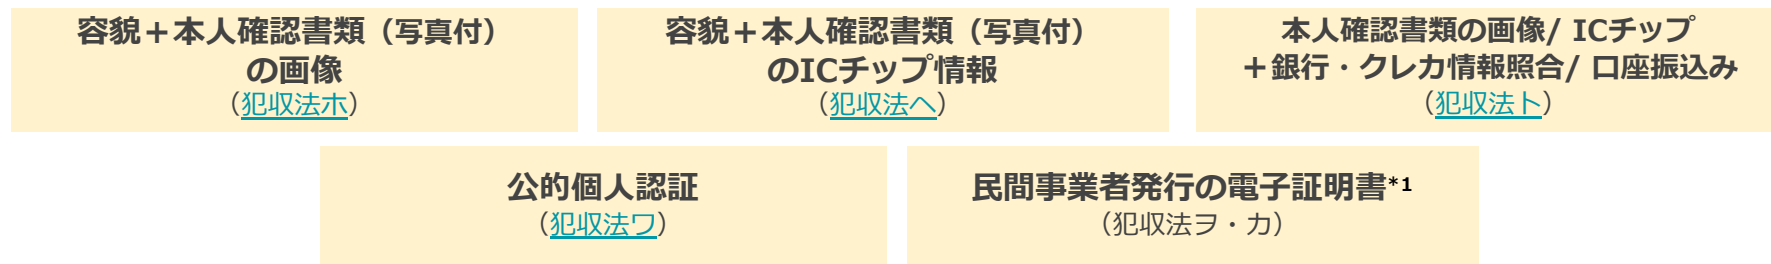 容貌＋本人確認書類（写真付）
の画像
（犯収法ホ）
容貌＋本人確認書類（写真付）
のICチップ情報
（犯収法ヘ）
本人確認書類の画像/ ICチップ
＋銀行・クレカ情報照合/ 口座振込み
（犯収法ト）
公的個人認証
（犯収法ワ）
民間事業者発行の電子証明書*1
（犯収法ヲ・カ）